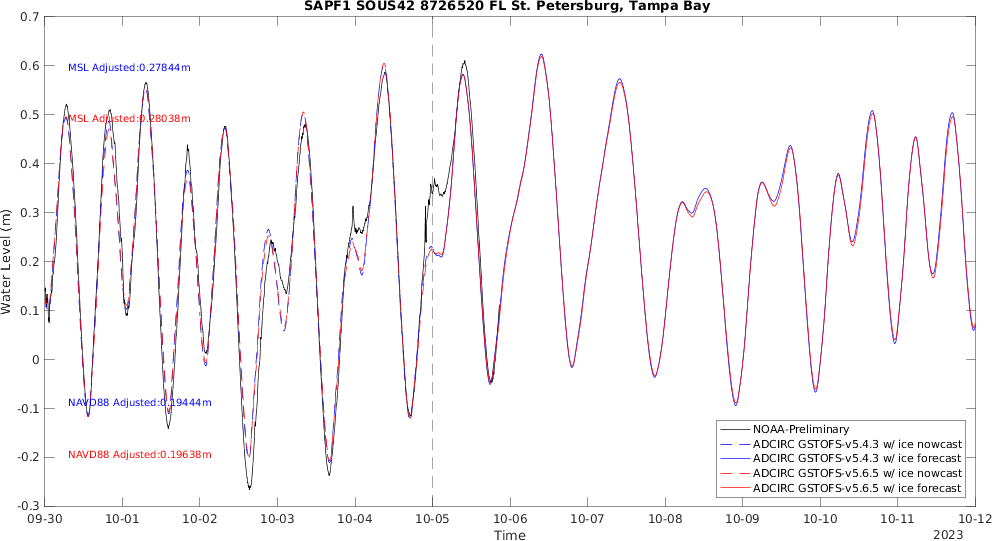 SAPF1 SOUS42 8726520 FL St. Petersburg, Tampa Bay
0.7
0.6
0.5
0.4
0.3
0.2
0.1
0
-0.1
-0.2
-0.3
Water Level (m)
MSL Adjusted:0.27844m
MSL Adjusted:0.28038m
NAVD88 Adjusted:0.19444m
NAVD88 Adjusted:0.19638m
NOAA-Preliminary
ADCIRC GSTOFS-v5.4.3 w/ ice nowcast
ADCIRC GSTOFS-v5.4.3 w/ ice forecast
ADCIRC GSTOFS-v5.6.5 w/ ice nowcast
ADCIRC GSTOFS-v5.6.5 w/ ice forecast
09-30 10-01 10-02 10-03 10-04 10-05 10-06 10-07 10-08 10-09 10-10 10-11 10-12
Time
2023